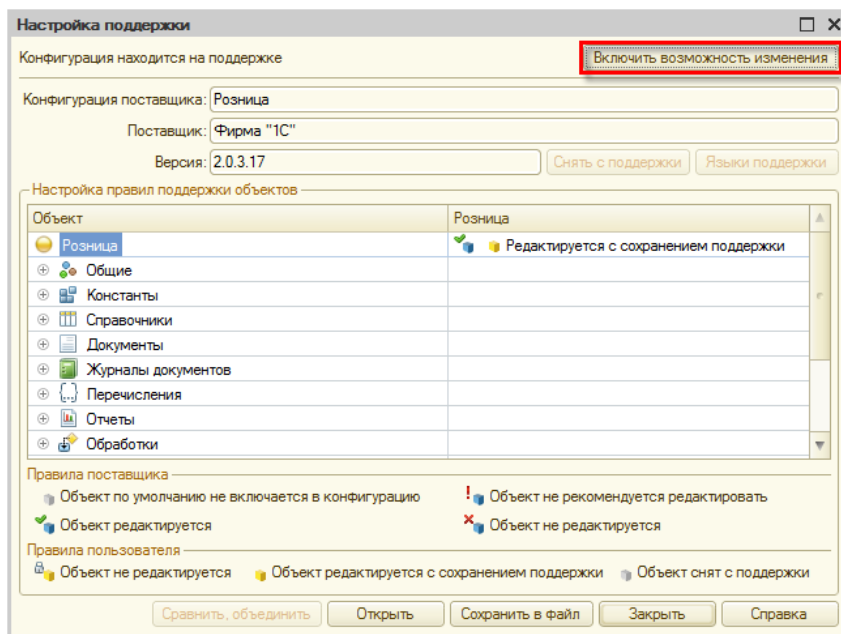 Настройка поддержки
Конфигурация находится на поддержке
Включить возможность изменения
Конфигурация поставщика: Розница
Поставщик: Фирма "1С"
Версия: 2.0.3.17 Снять с поддержки Языки поддержки
Настройка правил поддержки объектов
Объект Розница
Розница Редактируется с сохранением поддержки
Общие
Константы
Справочники
Документы
Журналы документов
Перечисления
Отчеты
Обработки
Правила поставщика
Объект по умолчанию не включается в конфигурацию Объект не рекомендуется редактировать
Объект редактируется Объект не редактируется
Правила пользователя
Объект не редактируется Объект редактируется с сохранением поддержки Объект снят с поддержки
Сравнить, объединить Открыть Сохранить в файл Закрыть Справка